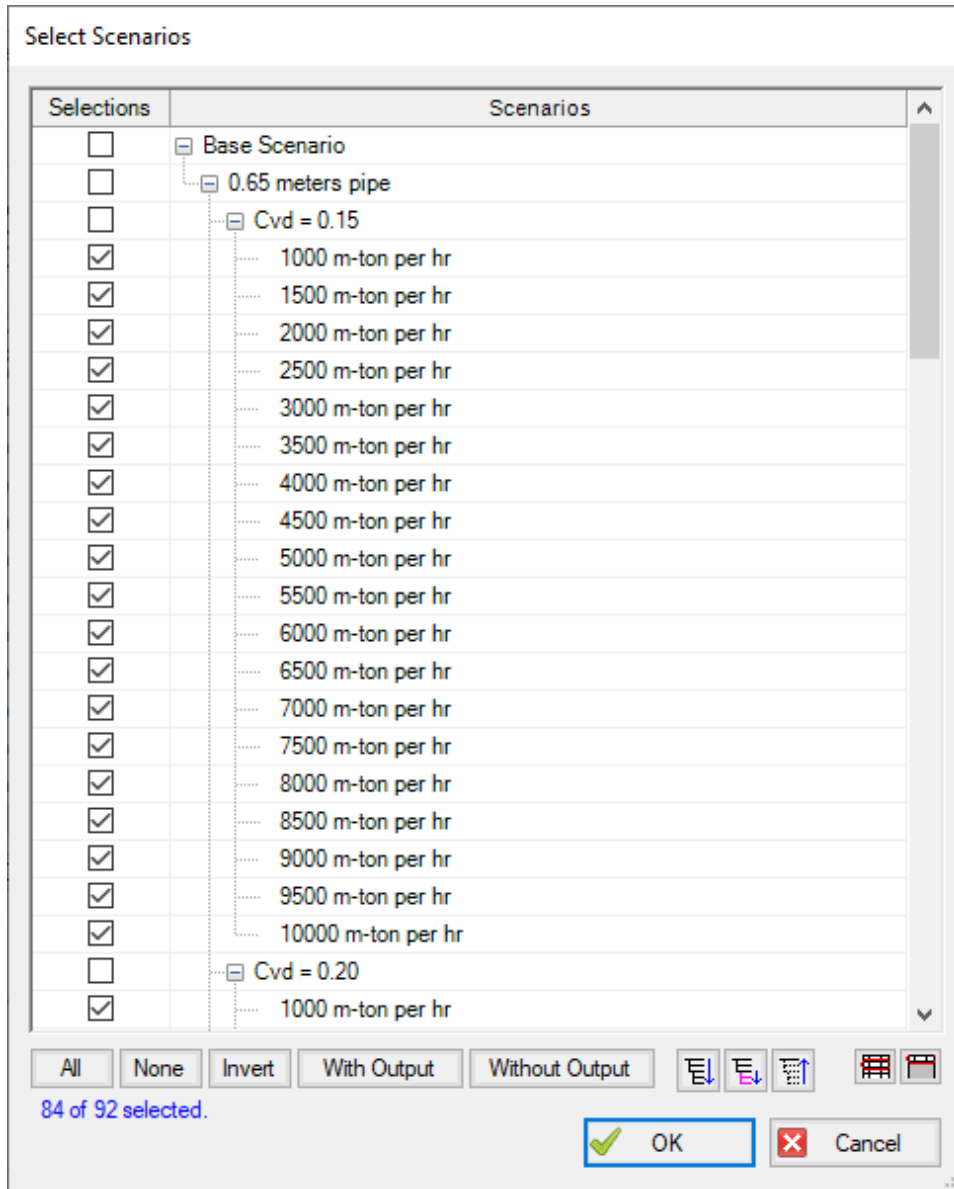 Select Scenarios
Selections Scenarios
Base Scenario
0.65 meters pipe
Cvd = 0.15
1000 m-ton per hr
1500 m-ton per hr
2000 m-ton per hr
2500 m-ton per hr
3000 m-ton per hr
3500 m-ton per hr
4000 m-ton per hr
4500 m-ton per hr
5000 m-ton per hr
5500 m-ton per hr
6000 m-ton per hr
6500 m-ton per hr
7000 m-ton per hr
7500 m-ton per hr
8000 m-ton per hr
8500 m-ton per hr
9000 m-ton per hr
9500 m-ton per hr
10000 m-ton per hr
Cvd = 0.20
1000 m-ton per hr
All None Invert With Output Without Output
84 of 92 selected.
OK Cancel